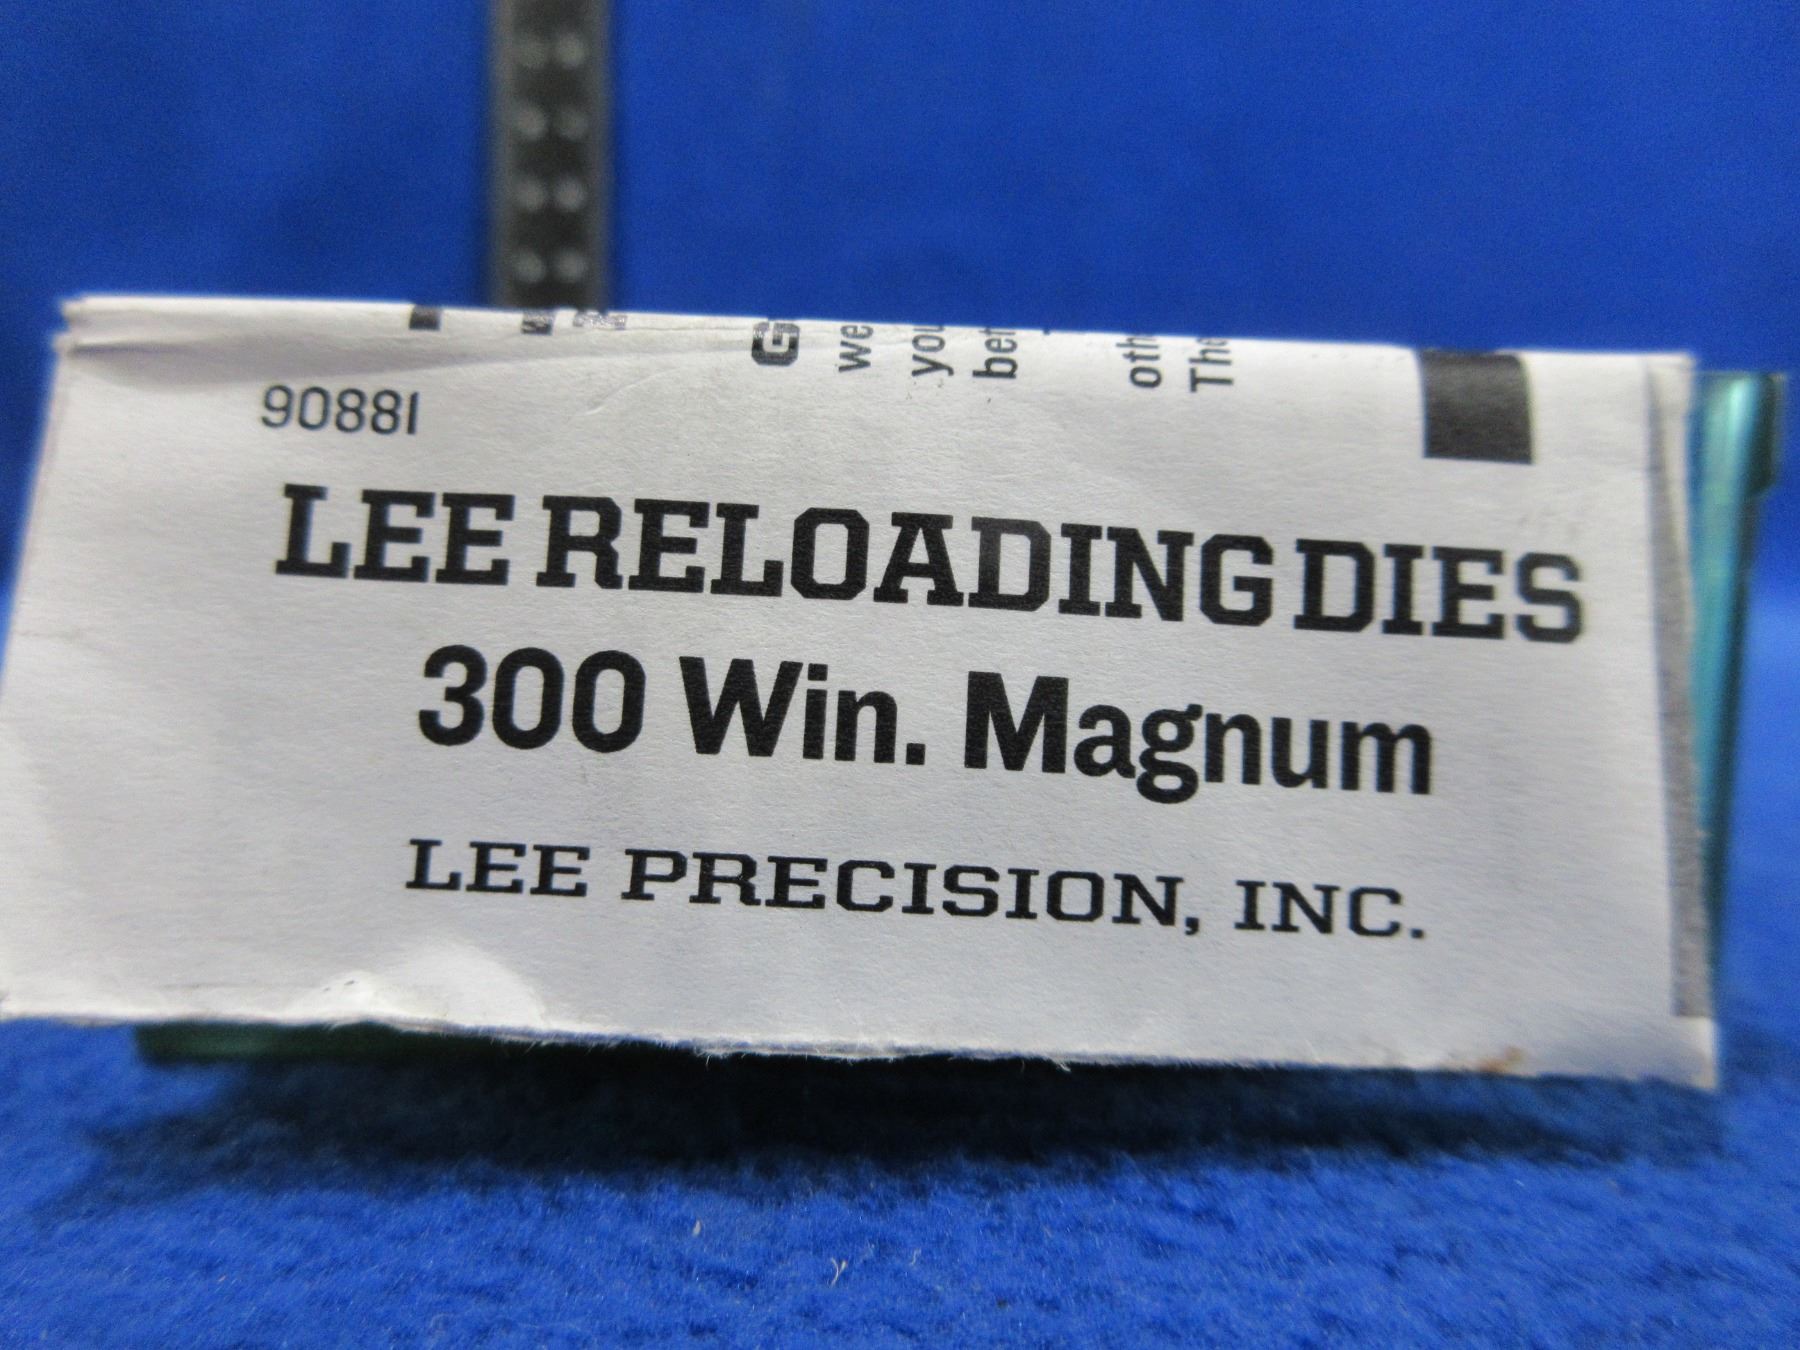 90881
LEE RELOADING DIES
300 Win. Magnum
LEE PRECISION, INC.